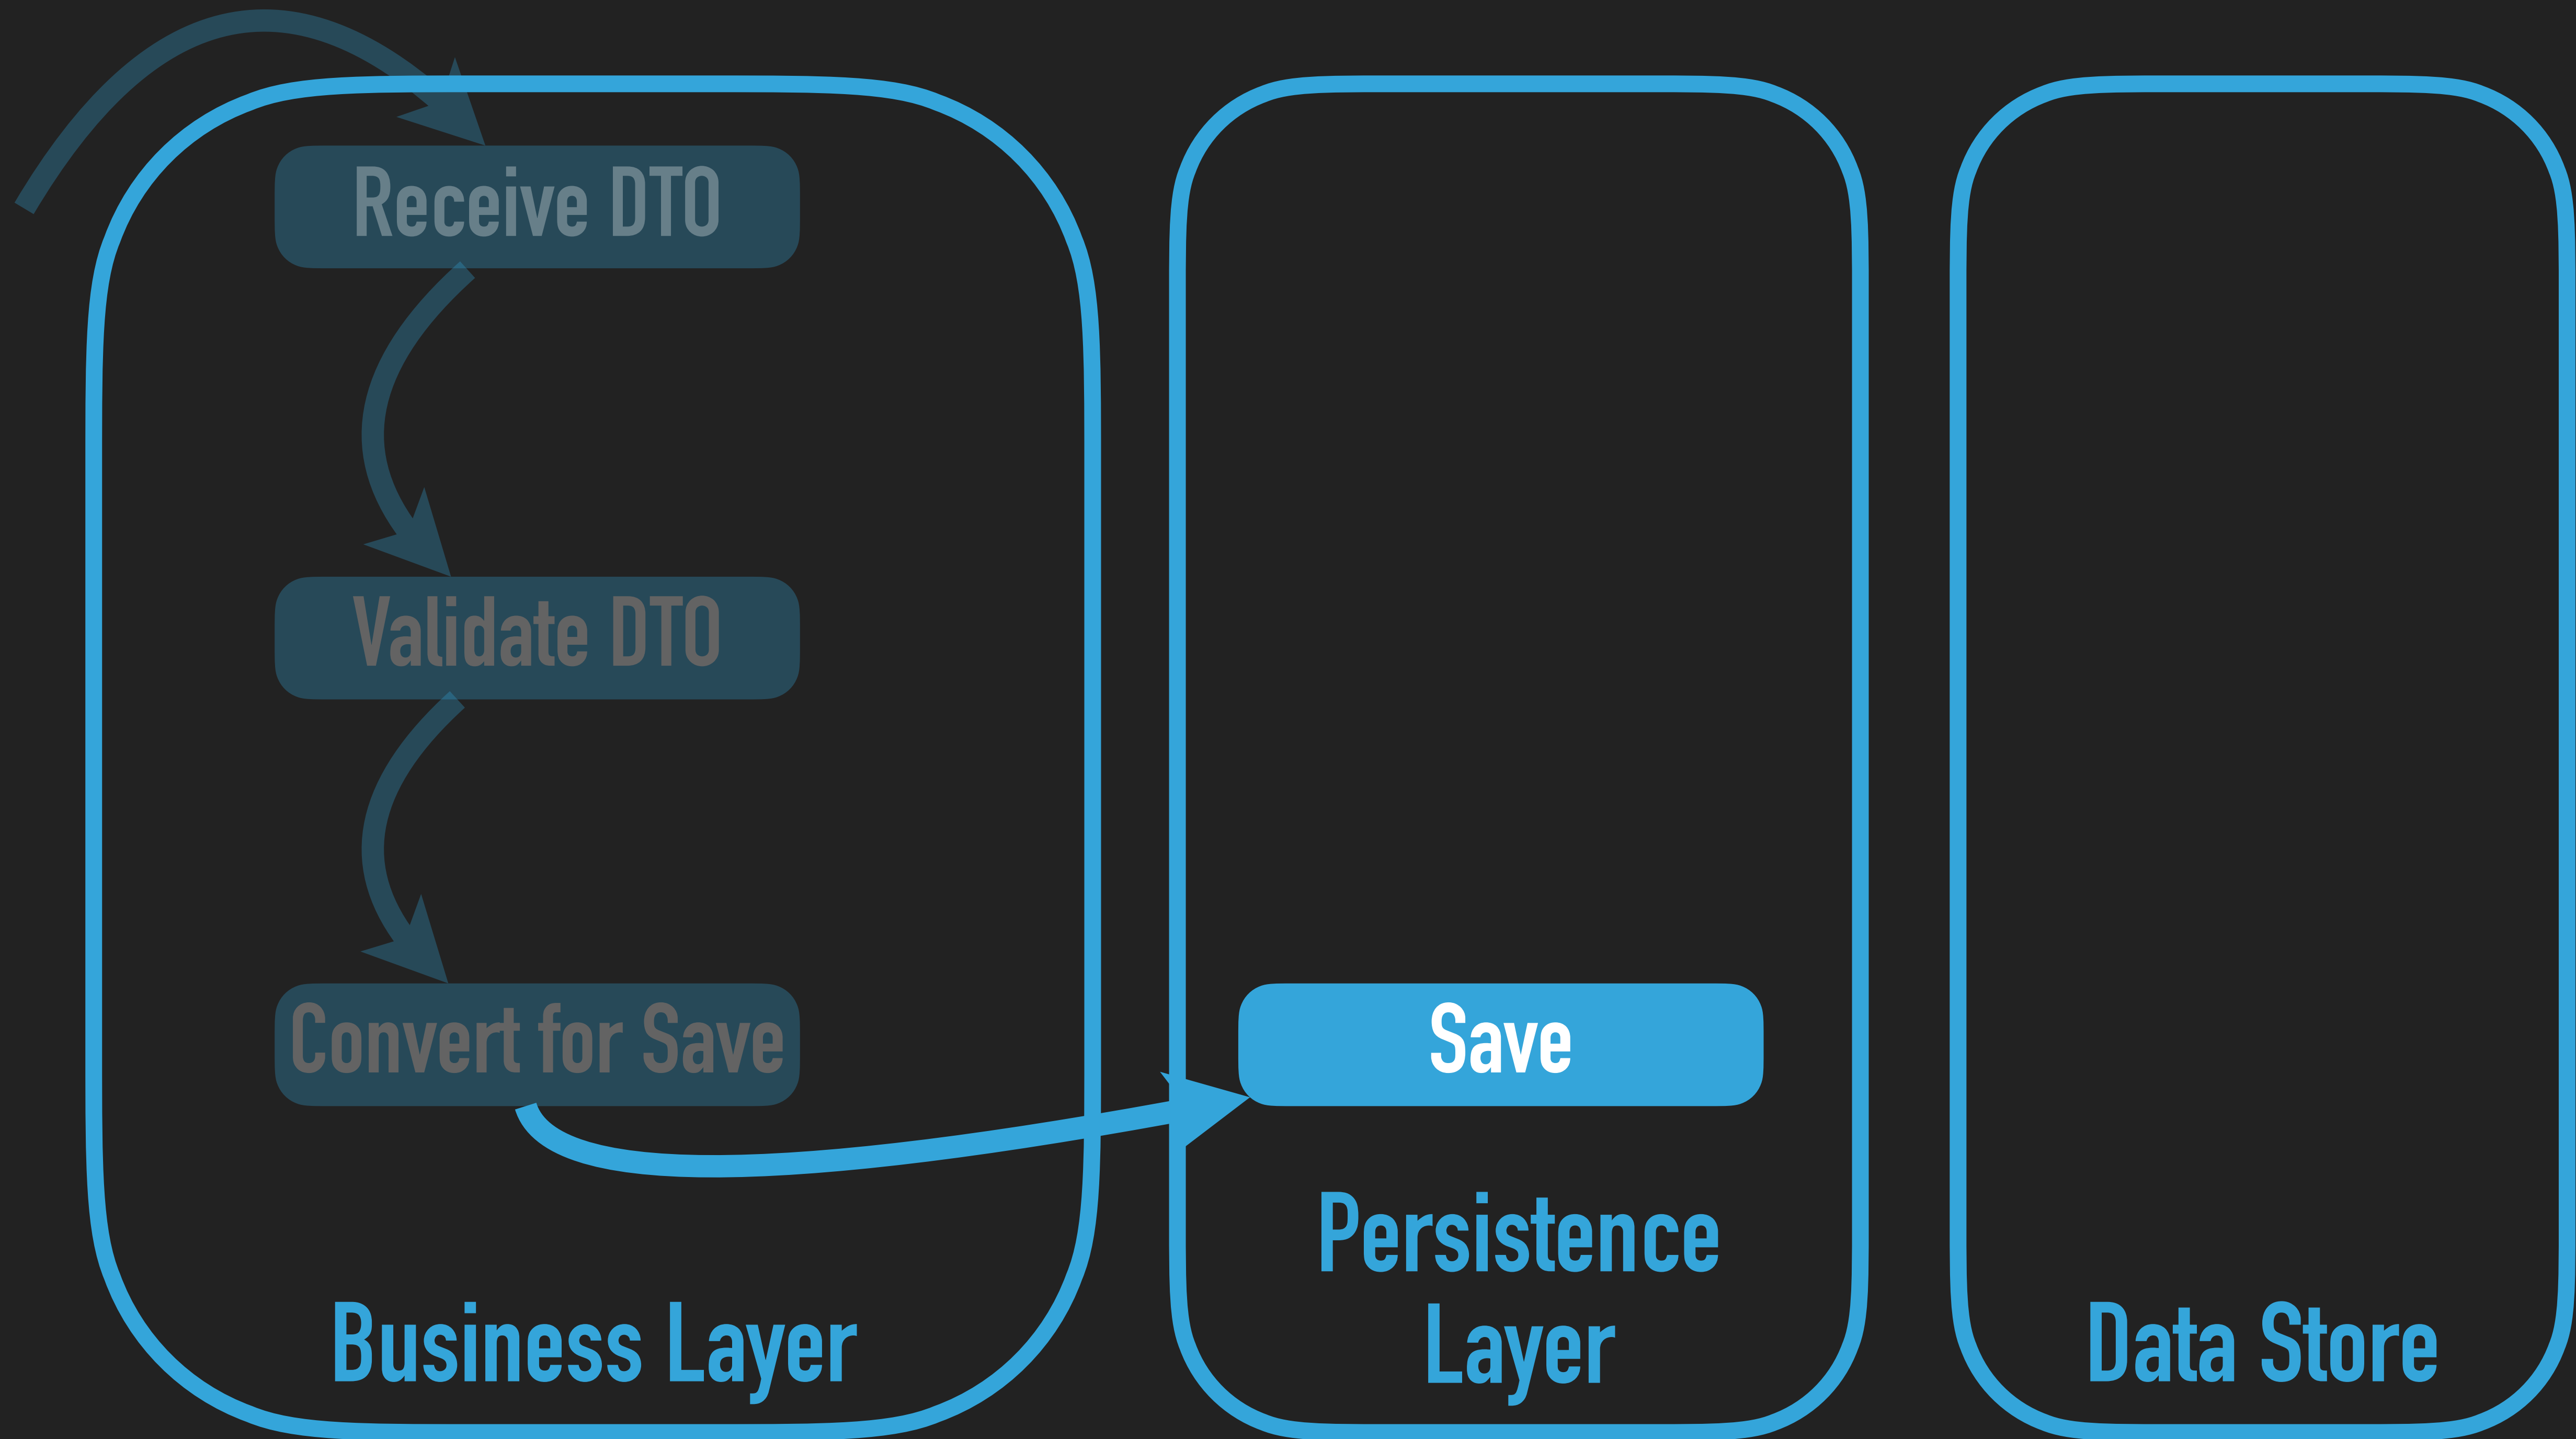 Receive DTO
Validate DTO
Convert for Save
Save
Business Layer
Persistence
Layer
Data Store